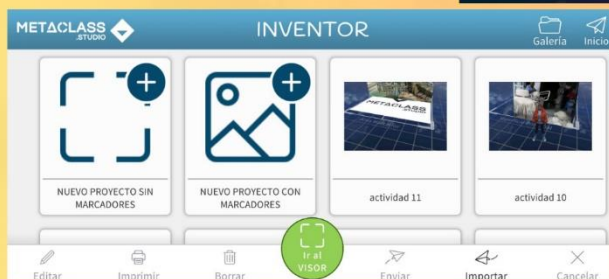 METACLASS
.STUDIO
INVENTOR
Galería
Inicio
NUEVO PROYECTO SIN
MARCADORES
NUEVO PROYECTO CON
MARCADORES
METACLASS
actividad 11
actividad 10
Editar
Imprimir
Borrar
Ir al
VISOR
Enviar
Importar
Cancelar